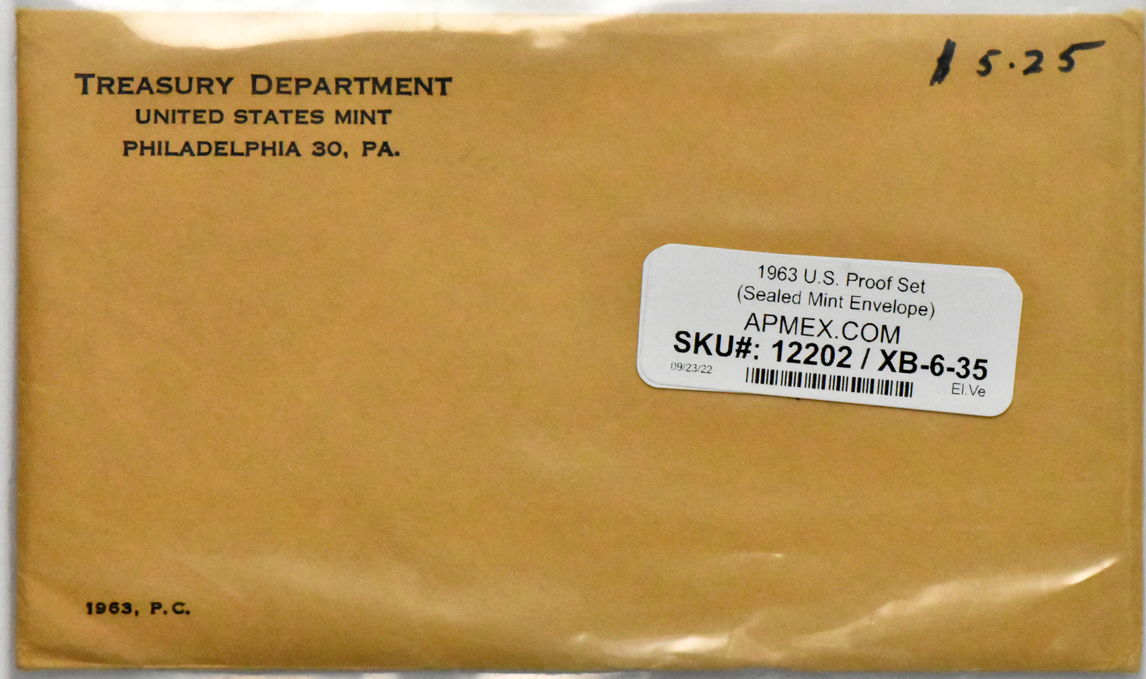 TREASURY DEPARTMENT
UNITED STATES MINT
PHILADELPHIA 30, PA.
$ 5.25
1963 U.S. Proof Set
(Sealed Mint Envelope)
APMEX.COM
SKU#: 12202 / XB-6-35
09/23/22
El.Ve
1963, P.C.